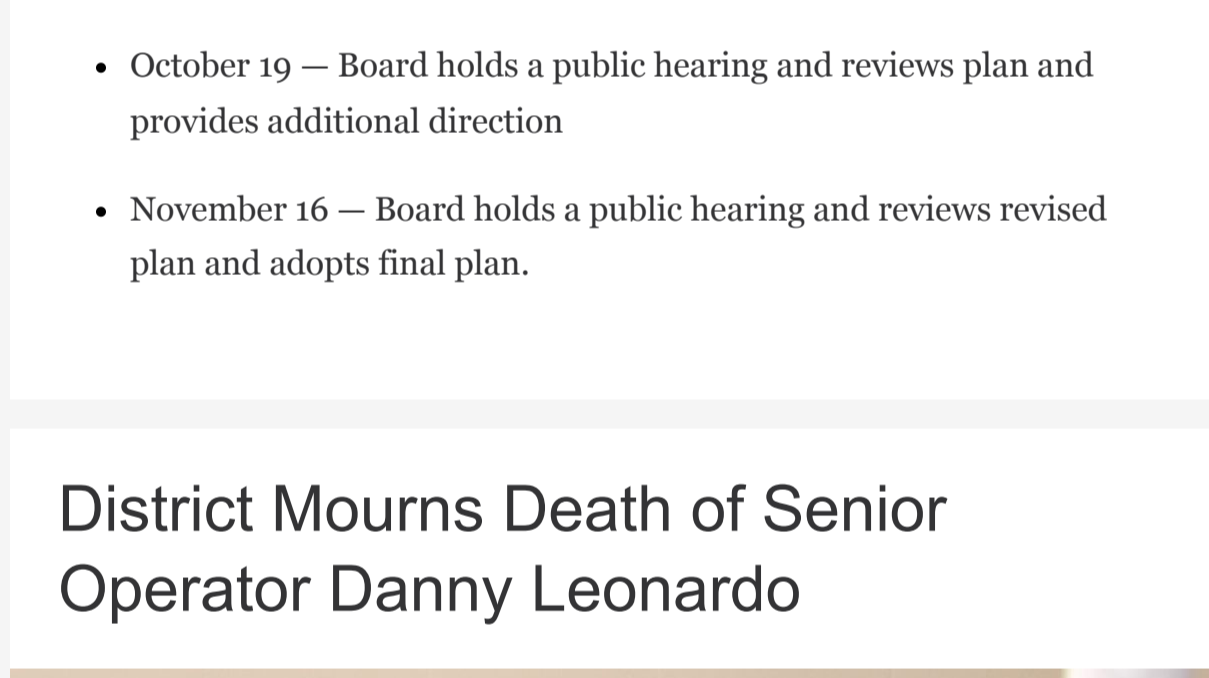 • October 19 — Board holds a public hearing and reviews plan and
provides additional direction
• November 16 — Board holds a public hearing and reviews revised
plan and adopts final plan.
District Mourns Death of Senior
Operator Danny Leonardo